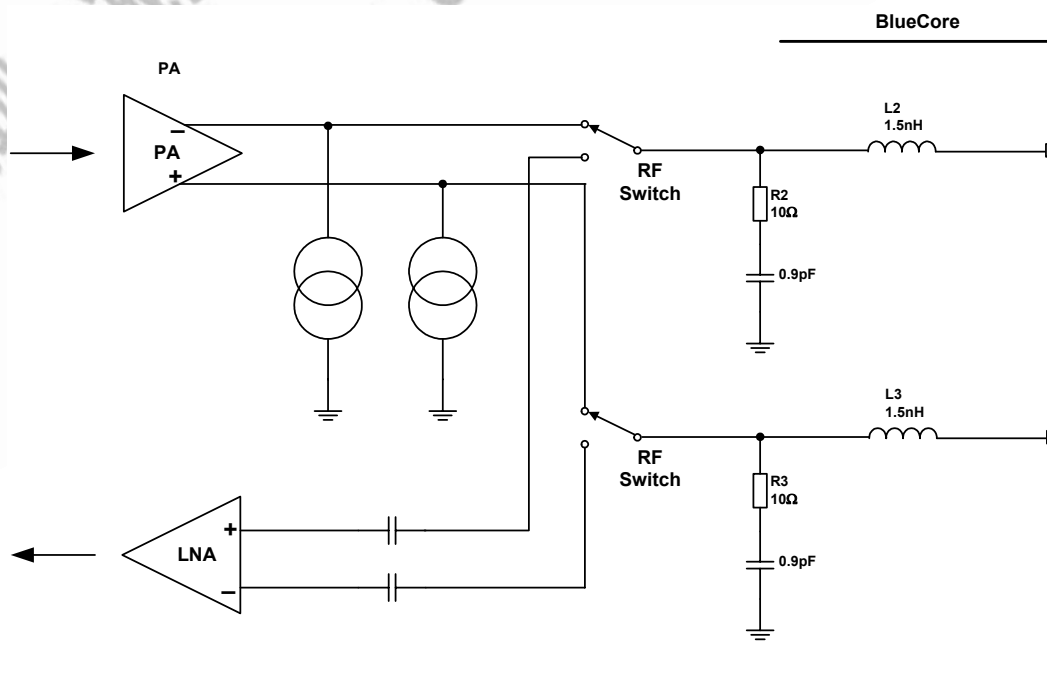 BlueCore
PA
PA
−
+
L2
1.5nH
RF
Switch
R2
10Ω
0.9pF
L3
1.5nH
RF
Switch
R3
10Ω
0.9pF
LNA
+
−